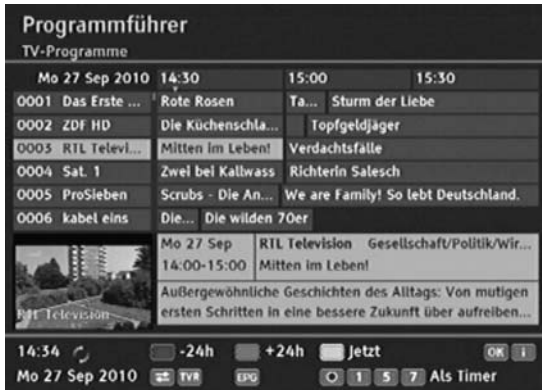 Programmführer
TV-Programme
Mo 27 Sep 2010 14:30 15:00 15:30
0001 Das Erste ... Rote Rosen Ta... Sturm der Liebe
0002 ZDF HD Die Küchenschla... Topfgeldjäger
0003 RTL Televi... Mitten im Leben! Verdachtsfälle
0004 Sat. 1 Zwei bei Kallwass Richterin Salesch
0005 ProSieben Scrubs - Die An... We are Family! So lebt Deutschland.
0006 kabel eins Die... Die wilden 70er
Mo 27 Sep RTL Television Gesellschaft/Politik/Wir...
14:00-15:00 Mitten im Leben!
Außergewöhnliche Geschichten des Alltags: Von mutigen
ersten Schritten in eine bessere Zukunft über aufreiben...
RTL Television
14:34 -24h +24h Jetzt OK i
Mo 27 Sep 2010 TVR EPG 1 5 7 Als Timer